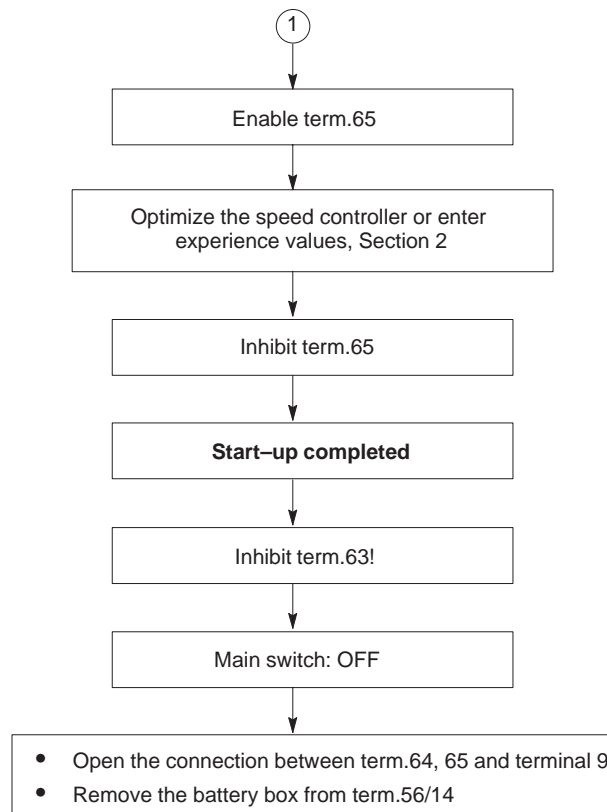 1
Enable term.65
Optimize the speed controller or enter
experience values, Section 2
Inhibit term.65
Start–up completed
Inhibit term.63!
Main switch: OFF
• Open the connection between term.64, 65 and terminal 9
• Remove the battery box from term.56/14